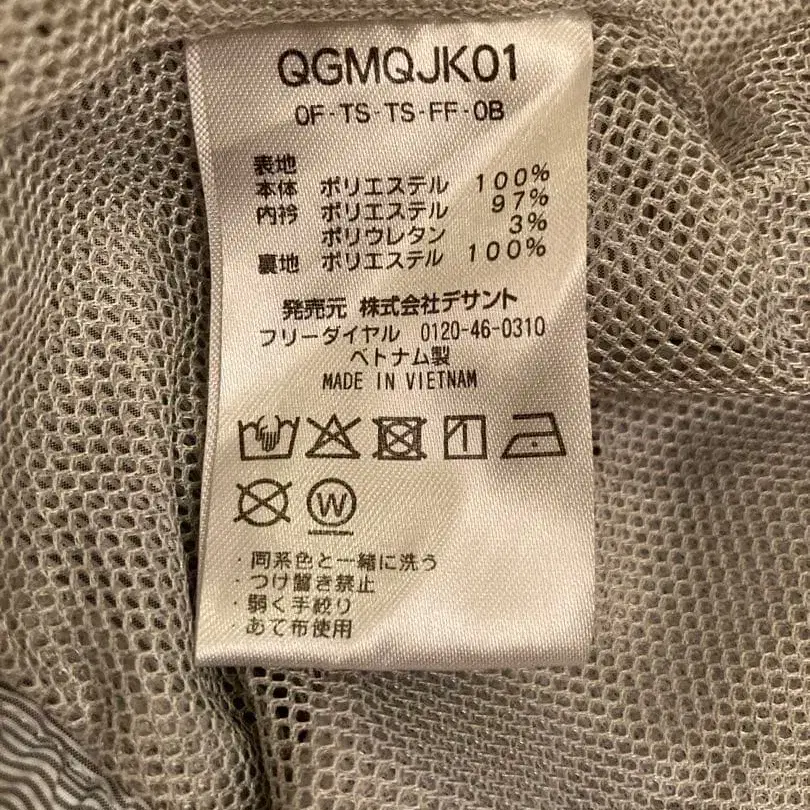 QGMQJK01
OF-TS-TS-FF-OB
表地
本体 ポリエステル 100%
内衿 ポリエステル 97%
ポリウレタン 3%
裏地 ポリエステル 100%
発売元 株式会社デサント
フリーダイヤル 0120-46-0310
ベトナム製
MADE IN VIETNAM
W
・同系色と一緒に洗う
・つけ置き禁止
・弱く手絞り
・あて布使用